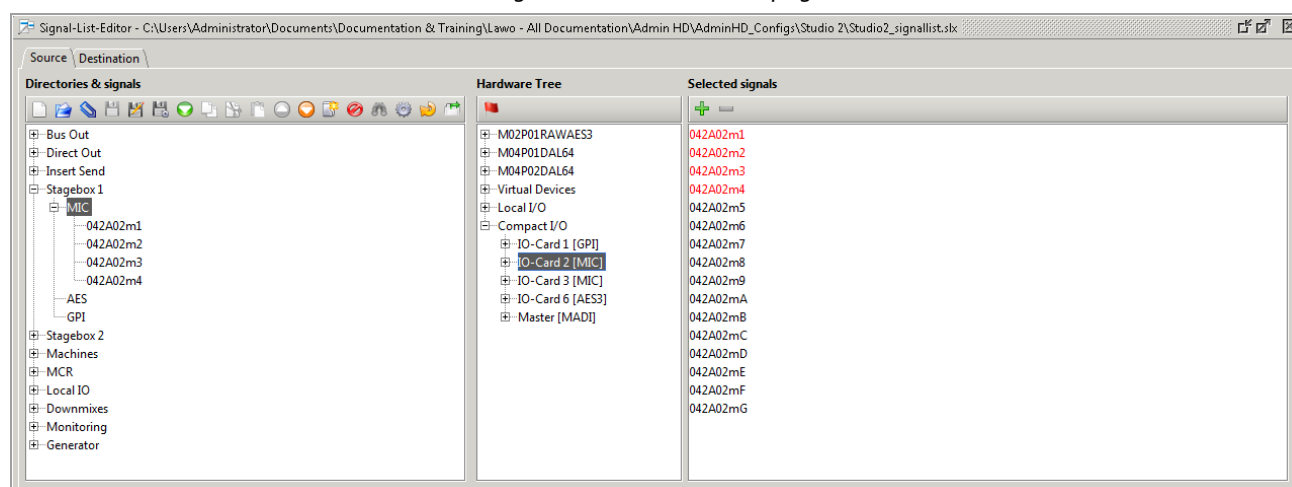 Signal-List-Editor - C:\Users\Administrator\Documents\Documentation & Training\Lawo - All Documentation\Admin HD\AdminHD_Configs\Studio 2\Studio2_signallist.slx
Source
Destination
Directories & signals
Bus Out
Direct Out
Insert Send
Stagebox 1
MIC
042A02m1
042A02m2
042A02m3
042A02m4
AES
GPI
Stagebox 2
Machines
MCR
Local IO
Downmixes
Monitoring
Generator
Hardware Tree
M02P01RAWAES3
M04P01DAL64
M04P02DAL64
Virtual Devices
Local I/O
Compact I/O
IO-Card 1 [GPI]
IO-Card 2 [MIC]
IO-Card 3 [MIC]
IO-Card 6 [AES3]
Master [MADI]
Selected signals
042A02m1
042A02m2
042A02m3
042A02m4
042A02m5
042A02m6
042A02m7
042A02m8
042A02m9
042A02mA
042A02mB
042A02mC
042A02mD
042A02mE
042A02mF
042A02mG